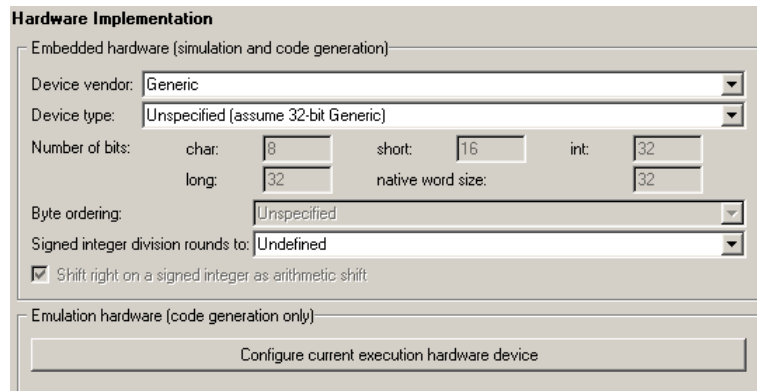 Hardware Implementation
Embedded hardware (simulation and code generation)
Device vendor: Generic
Device type: Unspecified (assume 32-bit Generic)
Number of bits: char: 8 short: 16 int: 32
long: 32 native word size: 32
Byte ordering: Unspecified
Signed integer division rounds to: Undefined
Shift right on a signed integer as arithmetic shift
Emulation hardware (code generation only)
Configure current execution hardware device